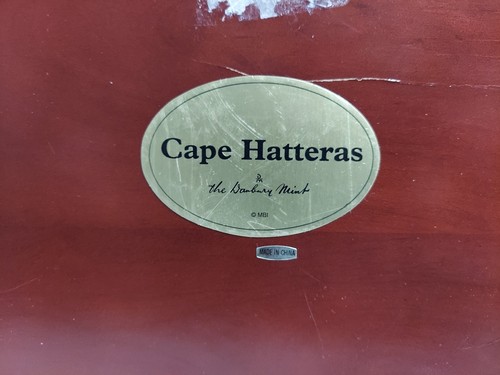 Cape Hatteras
By
The Danbury Mint
© MBI
MADE IN CHINA